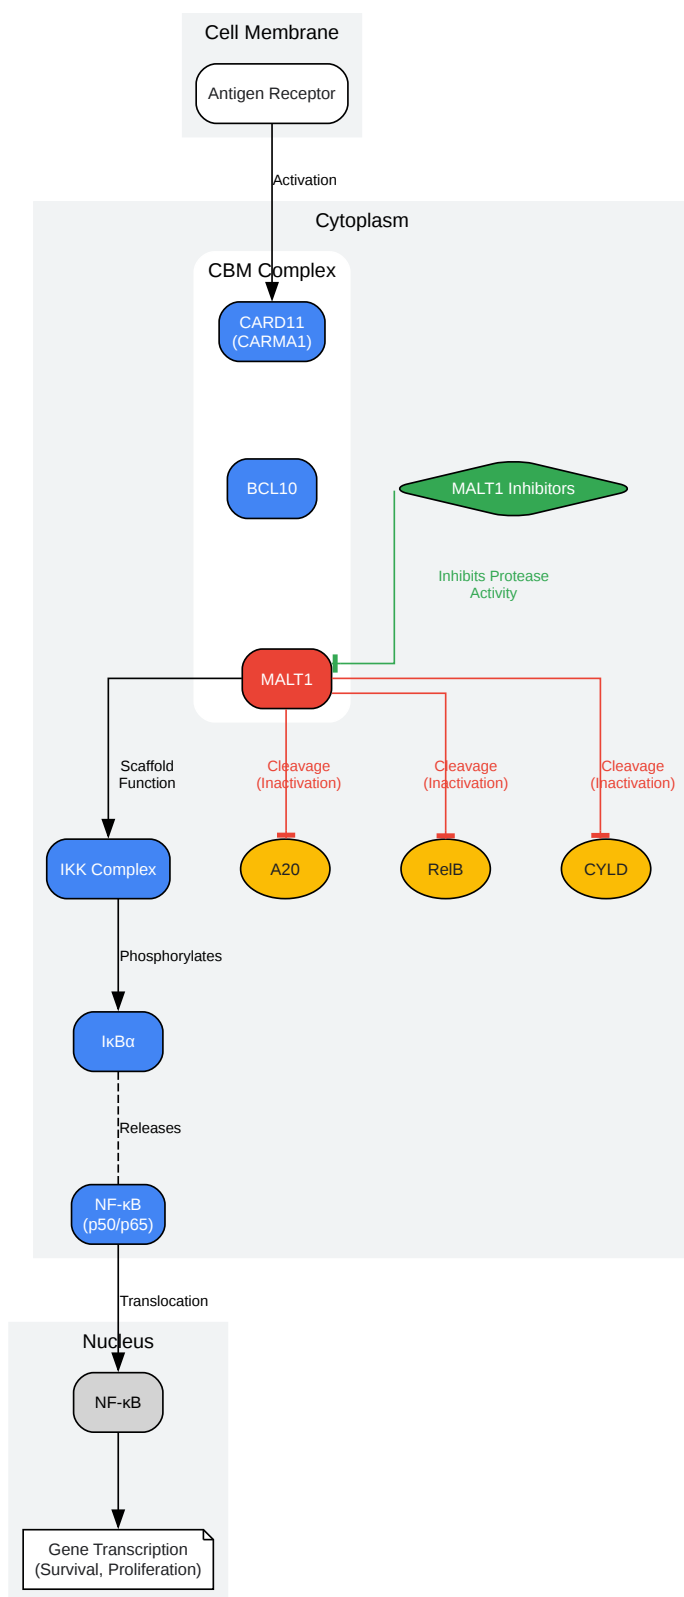 Cell Membrane
Antigen Receptor
Activation
Cytoplasm
CBM Complex
CARD11
(CARMA1)
BCL10
MALT1 Inhibitors
Inhibits Protease
Activity
MALT1
Scaffold
Function
Cleavage
(Inactivation)
Cleavage
(Inactivation)
Cleavage
(Inactivation)
IKK Complex
A20
RelB
CYLD
Phosphorylates
IκBα
Releases
NF-κB
(p50/p65)
Translocation
Nucleus
NF-κB
Gene Transcription
(Survival, Proliferation)